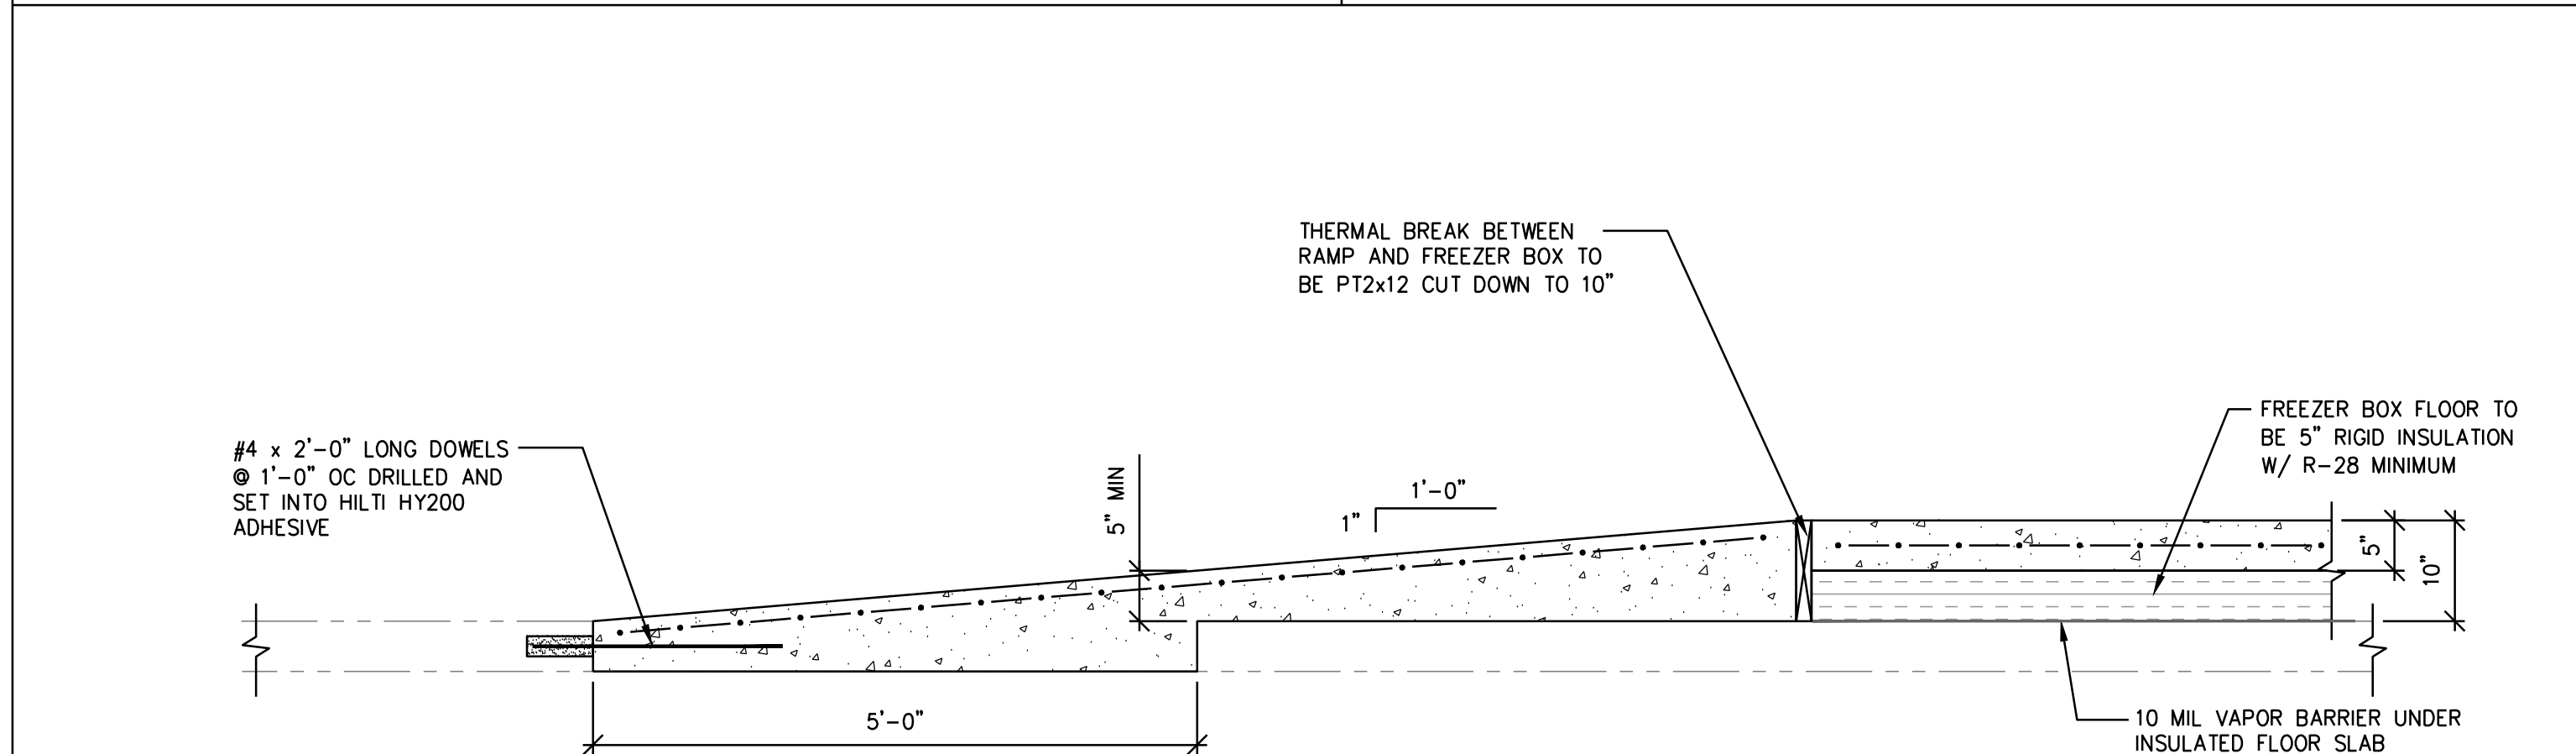 THERMAL BREAK BETWEEN
RAMP AND FREEZER BOX TO
BE PT2x12 CUT DOWN TO 10"
FREEZER BOX FLOOR TO
BE 5" RIGID INSULATION
W/ R-28 MINIMUM
#4 x 2'-0" LONG DOWELS
@ 1'-0" OC DRILLED AND
SET INTO HILTI HY200
ADHESIVE
5" MIN
1'-0"
1"
5"
10"
5'-0"
10 MIL VAPOR BARRIER UNDER
INSULATED FLOOR SLAB